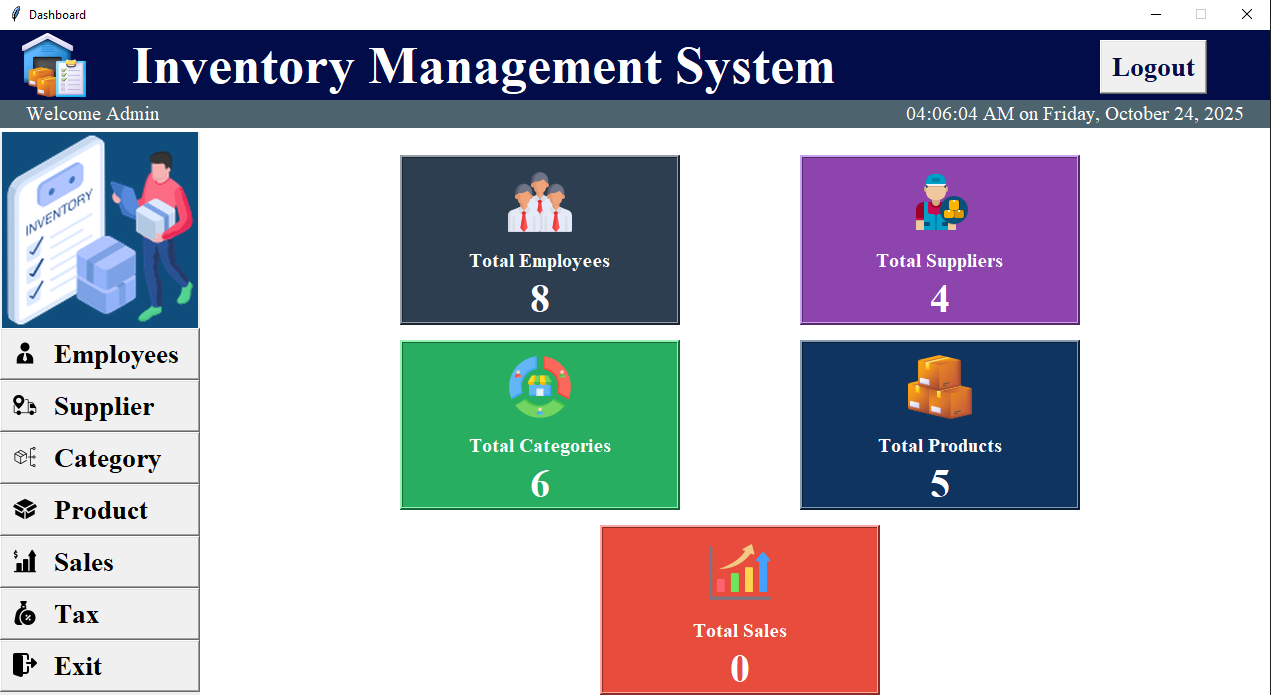 Dashboard
Inventory Management System
Logout
Welcome Admin
04:06:04 AM on Friday, October 24, 2025
INVENTORY
Total Employees
8
Total Suppliers
4
Employees
Supplier
Category
Product
Sales
Tax
Exit
Total Categories
6
Total Products
5
Total Sales
0